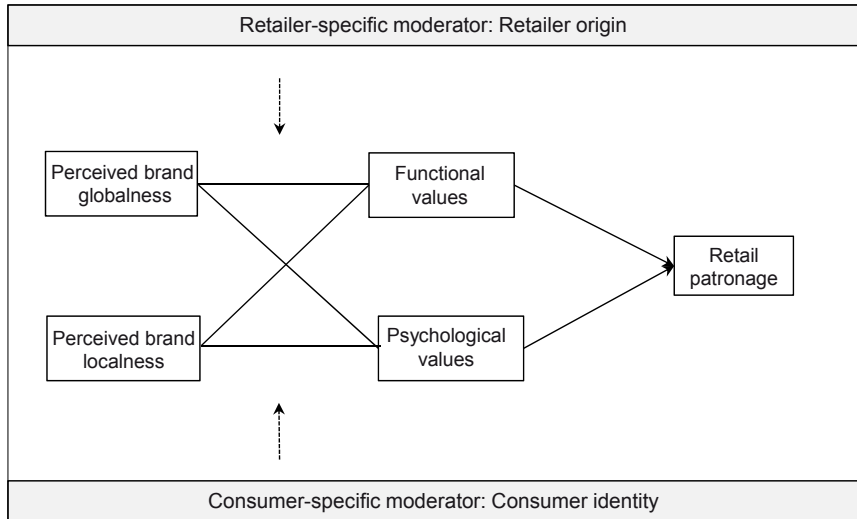 Retailer-specific moderator: Retailer origin
Perceived brand
globalness
Functional
values
Retail
patronage
Perceived brand
localness
Psychological
values
Consumer-specific moderator: Consumer identity